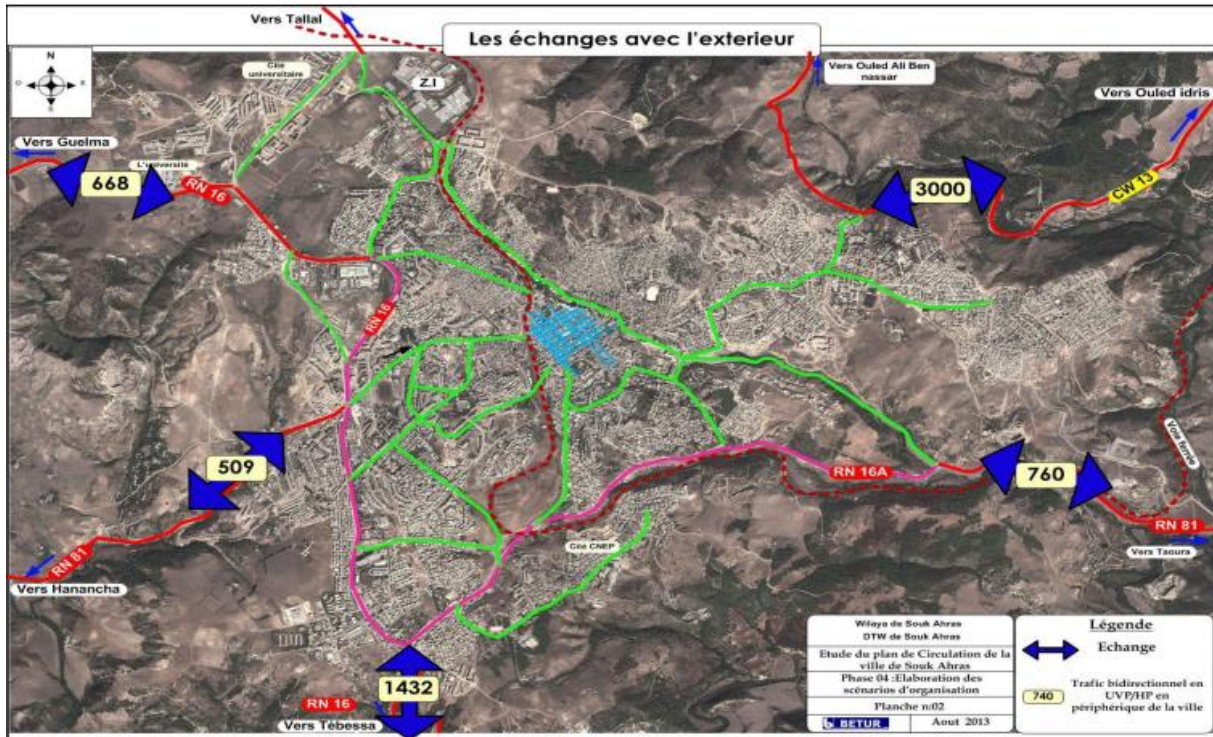 Vers Tallal
Les échanges avec l'exterieur
N
Cité
universitaire
Z.I
Vers Ouled Ali Ben
nassar
Vers Ouled idris
Vers Guelma
L'université
668
RN 16
3000
CW 13
RN 16
509
RN 81
Vers Hanancha
RN 16A
760
Voie ferrée
RN 81
Vers Taoura
Cité CNEP
1432
RN 16
Vers Tébessa
Wilaya de Souk Ahras
DTW de Souk Ahras
Etude du plan de Circulation de la
ville de Souk Ahras
Phase 04 :Elaboration des
scénarios d'organisation
Planche n:02
BETUR
Aout 2013
Légende
Echange
740
Trafic bidirectionnel en
UVP/HP en
périphérique de la ville